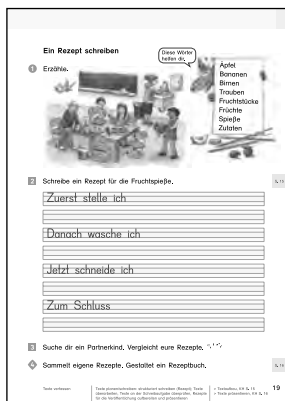 Ein Rezept schreiben
Diese Wörter
helfen dir.
1 Erzähle.
Äpfel
Bananen
Birnen
Trauben
Fruchtstücke
Früchte
Spieße
Zutaten
2 Schreibe ein Rezept für die Fruchtspieße.
Zuerst stelle ich
Danach wasche ich
Jetzt schneide ich
Zum Schluss
3 Suche dir ein Partnerkind. Vergleicht eure Rezepte.
4 Sammelt eigene Rezepte. Gestaltet ein Rezeptbuch.
Texte verfassen
19